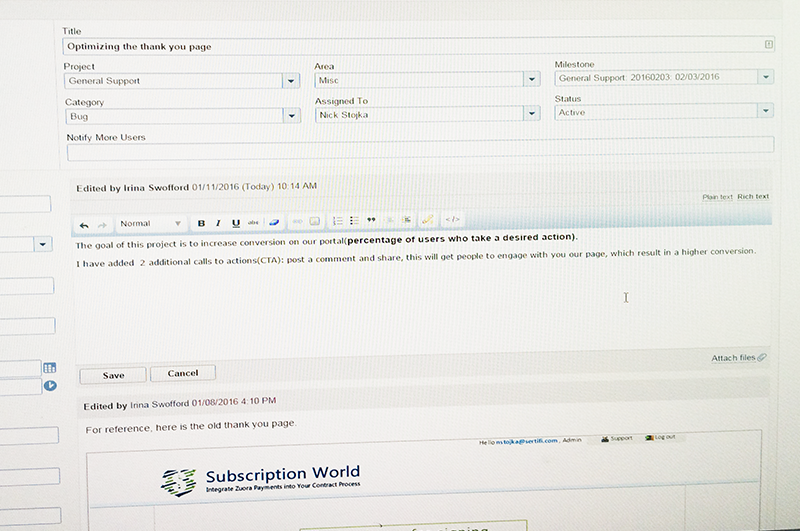 Title
Optimizing the thank you page
Project Area Milestone
General Support Misc General Support: 20160203: 02/03/2016
Category Assigned To Status
Bug Nick Stojka Active
Notify More Users
Edited by Irina Swofford 01/11/2016 (Today) 10:14 AM
Plain text Rich text
Normal B I U abc </>
The goal of this project is to increase conversion on our portal(percentage of users who take a desired action).
I have added 2 additional calls to actions(CTA): post a comment and share, this will get people to engage with you our page, which result in a higher conversion.
Attach files
Save Cancel
Edited by Irina Swofford 01/08/2016 4:10 PM
For reference, here is the old thank you page.
Hello nstojka@sertifi.com, Admin Support Log out
Subscription World
Integrate Zuora Payments into Your Contract Process